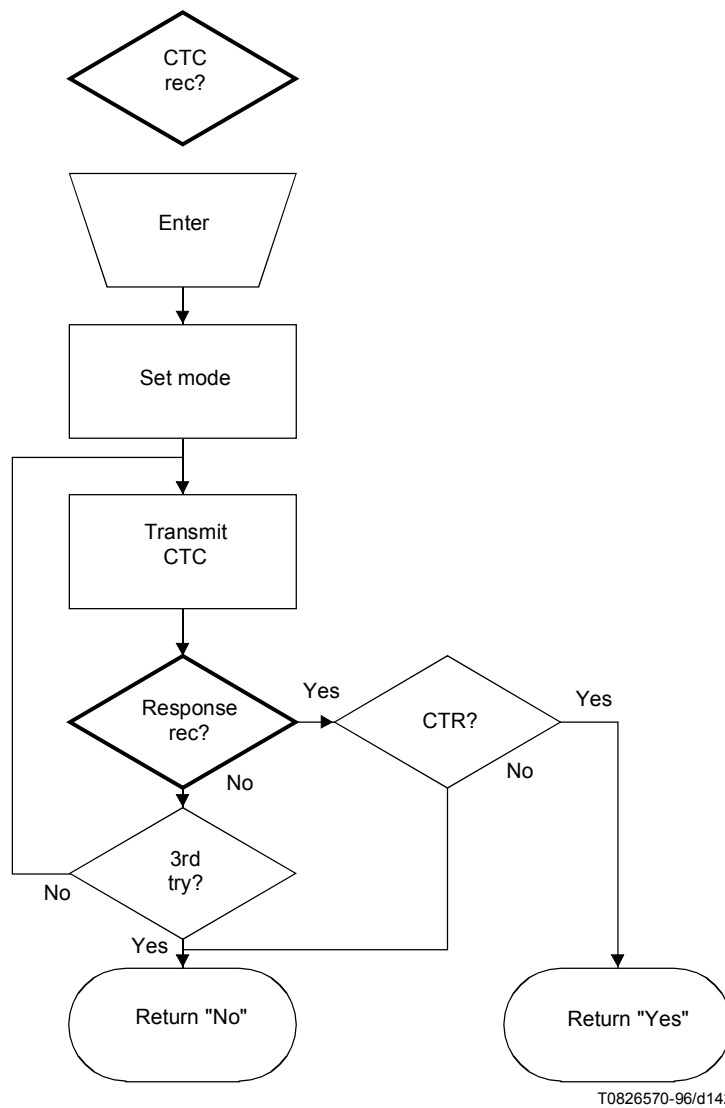 CTC
rec?
Enter
Set mode
Transmit
CTC
Response
rec?
Yes
CTR?
Yes
No
No
3rd
try?
No
Yes
Return "No"
Return "Yes"